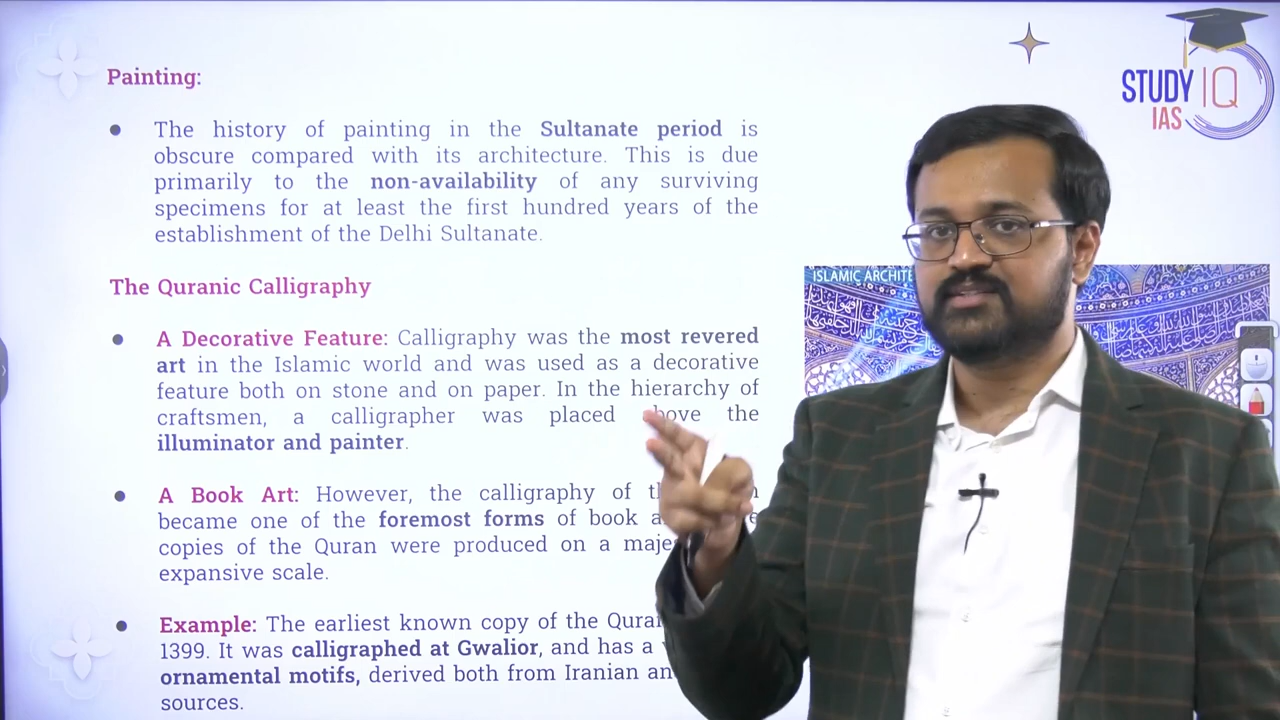 Painting:
The history of painting in the Sultanate period is
obscure compared with its architecture. This is due
primarily to the non-availability of any surviving
specimens for at least the first hundred years of the
establishment of the Delhi Sultanate.
The Quranic Calligraphy
A Decorative Feature: Calligraphy was the most revered
art in the Islamic world and was used as a decorative
feature both on stone and on paper. In the hierarchy of
craftsmen, a calligrapher was placed above the
illuminator and painter.
A Book Art: However, the calligraphy of
became one of the foremost forms of book
copies of the Quran were produced on a
expansive scale.
Example: The earliest known copy of the
1399. It was calligraphed at Gwalior, and has a
ornamental motifs, derived both from Iranian
sources.
STUDY IQ
IAS
ISLAMIC